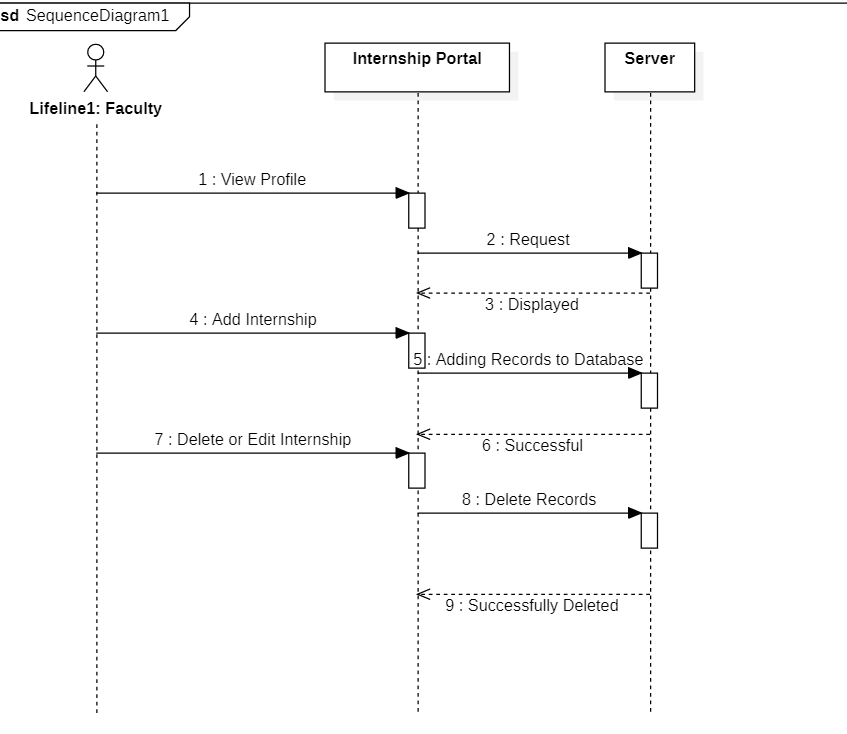 sd SequenceDiagram1
Internship Portal
Server
Lifeline1: Faculty
1 : View Profile
2 : Request
3 : Displayed
4 : Add Internship
5 : Adding Records to Database
6 : Successful
7 : Delete or Edit Internship
8 : Delete Records
9 : Successfully Deleted